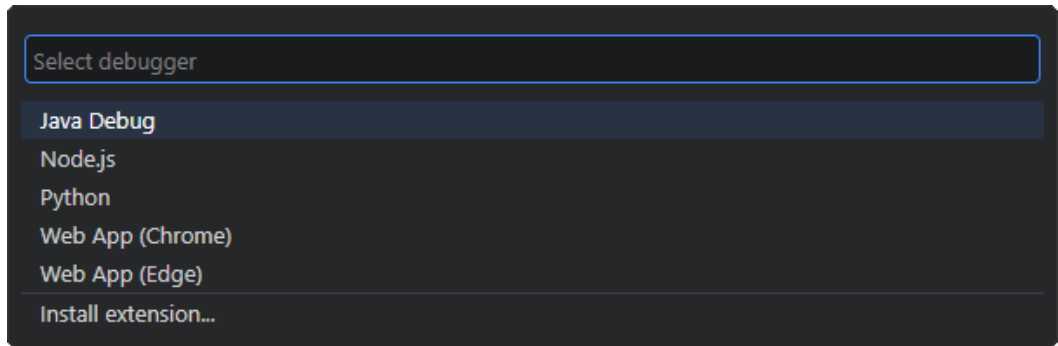 Select debugger
Java Debug
Node.js
Python
Web App (Chrome)
Web App (Edge)
Install extension...